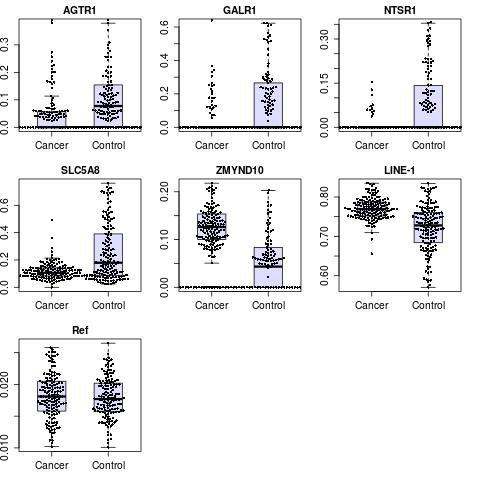 AGTR1
0.0 0.1 0.2 0.3
Cancer Control
GALR1
0.0 0.2 0.4 0.6
Cancer Control
NTSR1
0.00 0.15 0.30
Cancer Control
SLC5A8
0.0 0.2 0.4 0.6
Cancer Control
ZMYND10
0.00 0.10 0.20
Cancer Control
LINE-1
0.60 0.70 0.80
Cancer Control
Ref
0.010 0.020
Cancer Control